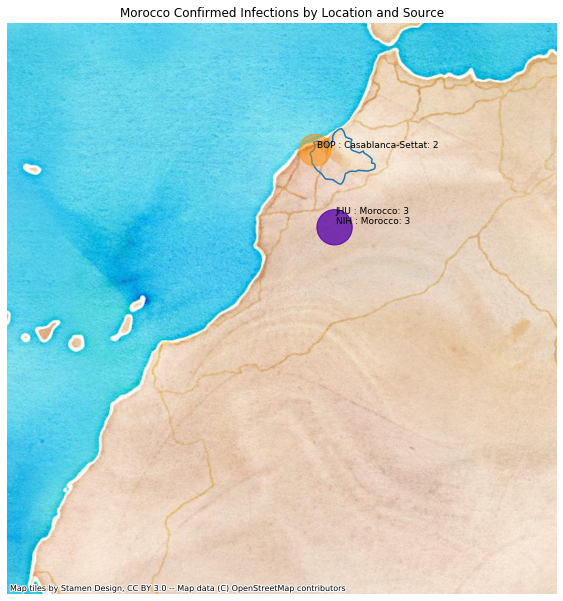 Morocco Confirmed Infections by Location and Source
BOP : Casablanca-Settat: 2
JHU : Morocco: 3
NIH : Morocco: 3
Map tiles by Stamen Design, CC BY 3.0 -- Map data (C) OpenStreetMap contributors